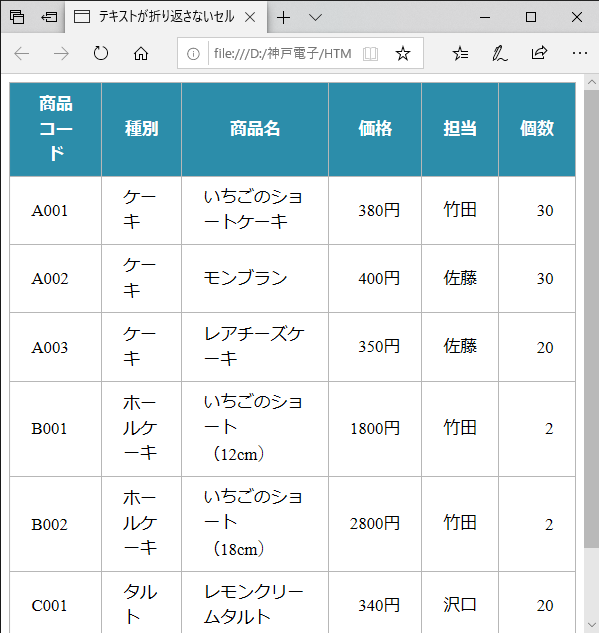 テキストが折り返さないセル
file:///D:/神戸電子/HTM
商品
コー
ド
種別
商品名
価格
担当
個数
A001
ケー
キ
いちごのショ
ートケーキ
380円
竹田
30
A002
ケー
キ
モンブラン
400円
佐藤
30
A003
ケー
キ
レアチーズケ
ーキ
350円
佐藤
20
B001
ホー
ルケ
ーキ
いちごのショ
ート
（12cm）
1800円
竹田
2
B002
ホー
ルケ
ーキ
いちごのショ
ート
（18cm）
2800円
竹田
2
C001
タル
ト
レモンクリー
ムタルト
340円
沢口
20